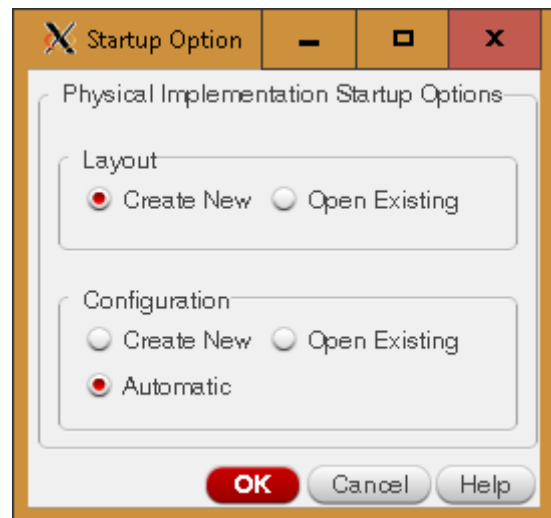 Startup Option
Physical Implementation Startup Options
Layout
Create New Open Existing
Configuration
Create New Open Existing
Automatic
OK Cancel Help